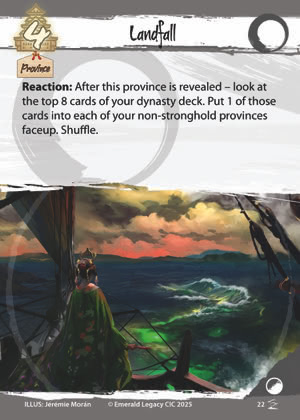 Landfall
4
Province
Reaction: After this province is revealed – look at
the top 8 cards of your dynasty deck. Put 1 of those
cards into each of your non-stronghold provinces
faceup. Shuffle.
ILLUS: Jérémie Morán © Emerald Legacy CIC 2025 22